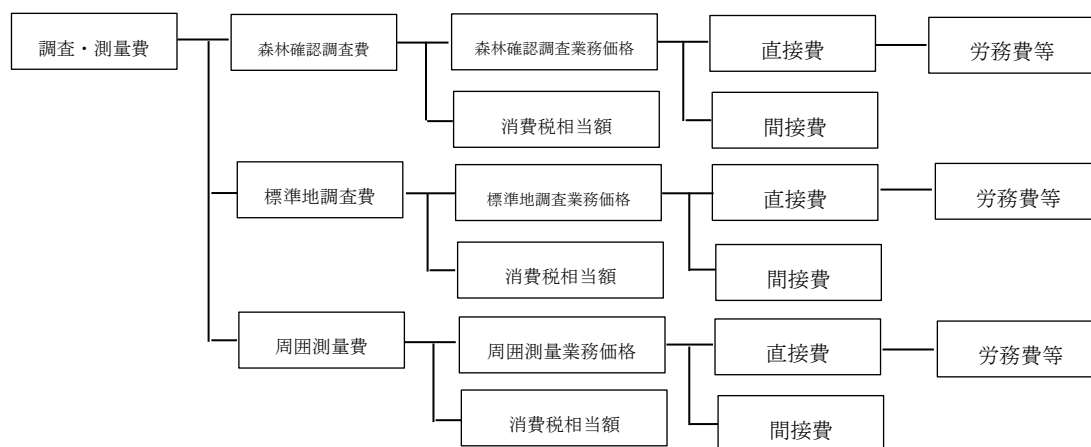 調査・測量費
森林確認調査費
森林確認調査業務価格
直接費
労務費等
消費税相当額
間接費
標準地調査費
標準地調査業務価格
直接費
労務費等
消費税相当額
間接費
周囲測量費
周囲測量業務価格
直接費
労務費等
消費税相当額
間接費